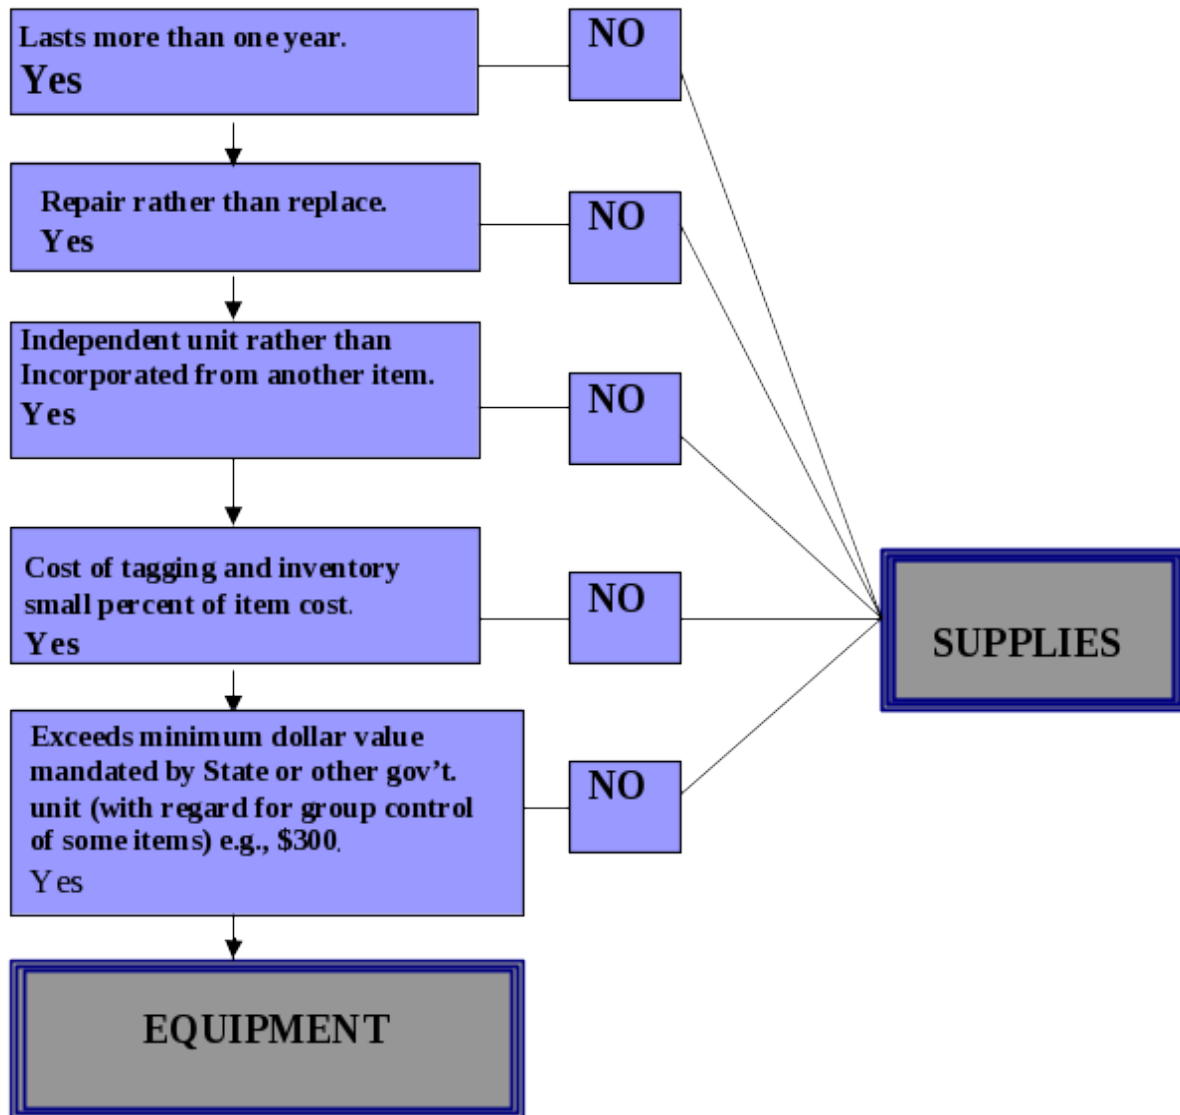 Lasts more than one year.
Yes
NO
Repair rather than replace.
Yes
NO
Independent unit rather than
Incorporated from another item.
Yes
NO
Cost of tagging and inventory
small percent of item cost.
Yes
NO
SUPPLIES
Exceeds minimum dollar value
mandated by State or other gov’t.
unit (with regard for group control
of some items) e.g., $300.
Yes
NO
EQUIPMENT